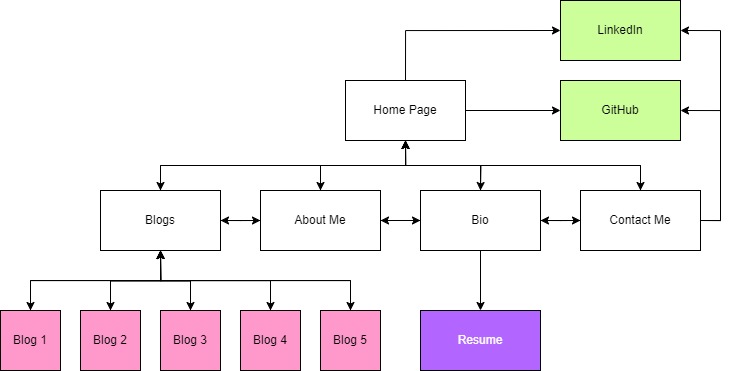 LinkedIn
Home Page
GitHub
Blogs
About Me
Bio
Contact Me
Blog 1
Blog 2
Blog 3
Blog 4
Blog 5
Resume